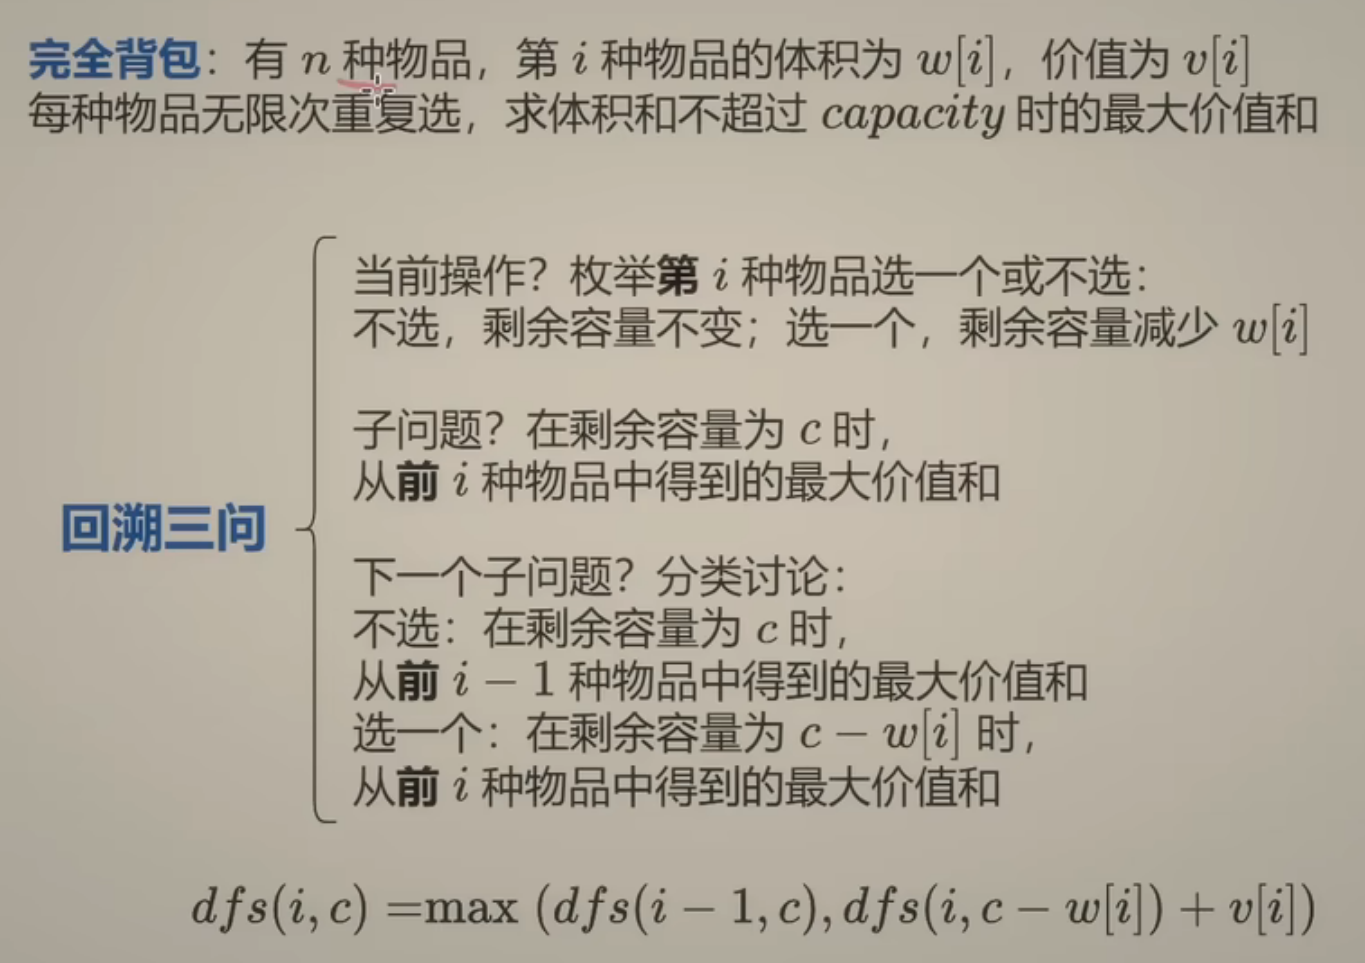 完全背包：有 n 种物品，第 i 种物品的体积为 w[i]，价值为 v[i]
每种物品无限次重复选，求体积和不超过 capacity 时的最大价值和
当前操作？枚举第 i 种物品选一个或不选：
不选，剩余容量不变；选一个，剩余容量减少 w[i]
子问题？在剩余容量为 c 时，
从前 i 种物品中得到的最大价值和
回溯三问
下一个子问题？分类讨论：
不选：在剩余容量为 c 时，
从前 i − 1 种物品中得到的最大价值和
选一个：在剩余容量为 c − w[i] 时，
从前 i 种物品中得到的最大价值和
dfs(i, c) =max (dfs(i − 1, c), dfs(i, c − w[i]) + v[i])